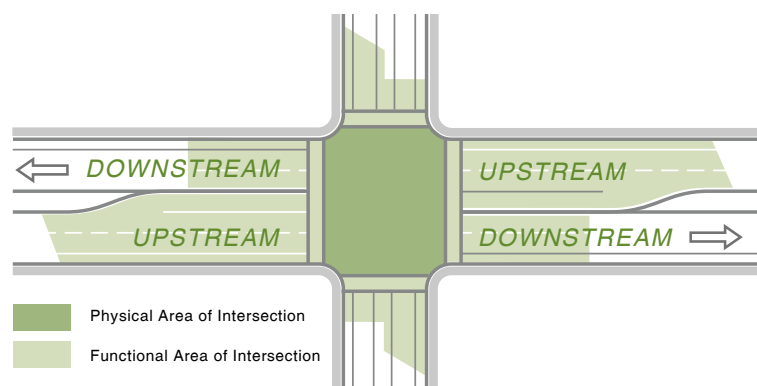 DOWNSTREAM
UPSTREAM
UPSTREAM
DOWNSTREAM
Physical Area of Intersection
Functional Area of Intersection